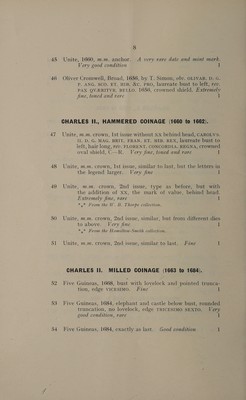 8
45 Unite, 1660, m.m. anchor. A very rare date and mint mark.
Very good condition 1
46 Oliver Cromwell, Broad, 1656, by T. Simon, obv. OLIVAR. D. G.
P. ANG. SCO. ET. HIB. &C. PRO, laureate bust to left, rev.
PAX QUÆRITUR. BELLO. 1656, crowned shield. Extremely
fine, toned and rare 1
CHARLES II., HAMMERED COINAGE (1660 to 1662).
47 Unite, m.m. crown, 1st issue without XX behind head, CAROLVS.
II. D. G. MAG. BRIT. FRAN. ET. HIB. REX, laureate bust to
left, hair long, rev. FLORENT. CONCORDIA. REGNA, crowned
oval shield, C—R. Very fine, toned and rare 1
48 Unite, m.m. crown, 1st issue, similar to last, but the letters in
the legend larger. Very fine 1
49 Unite, m.m. crown, 2nd issue, type as before, but with
the addition of XX, the mark of value, behind head.
Extremely fine, rare 1
*⁎* From the W. B. Thorpe collection.
50 Unite, m.m. crown, 2nd issue, similar, but from different dies
to above. Very fine 1
*⁎* From the Hamilton Smith collection.
51 Unite, m.m. crown, 2nd issue, similar to last. Fine 1
CHARLES II. MILLED COINAGE (1663 to 1684).
52 Five Guineas, 1668, bust with lovelock and pointed trunca-
tion, edge VICESIMO. Fine 1
53 Five Guineas, 1684, elephant and castle below bust, rounded
truncation, no lovelock, edge TRICESIMO SEXTO. Very
good condition, rare 1
54 Five Guineas, 1684, exactly as last. Good condition 1